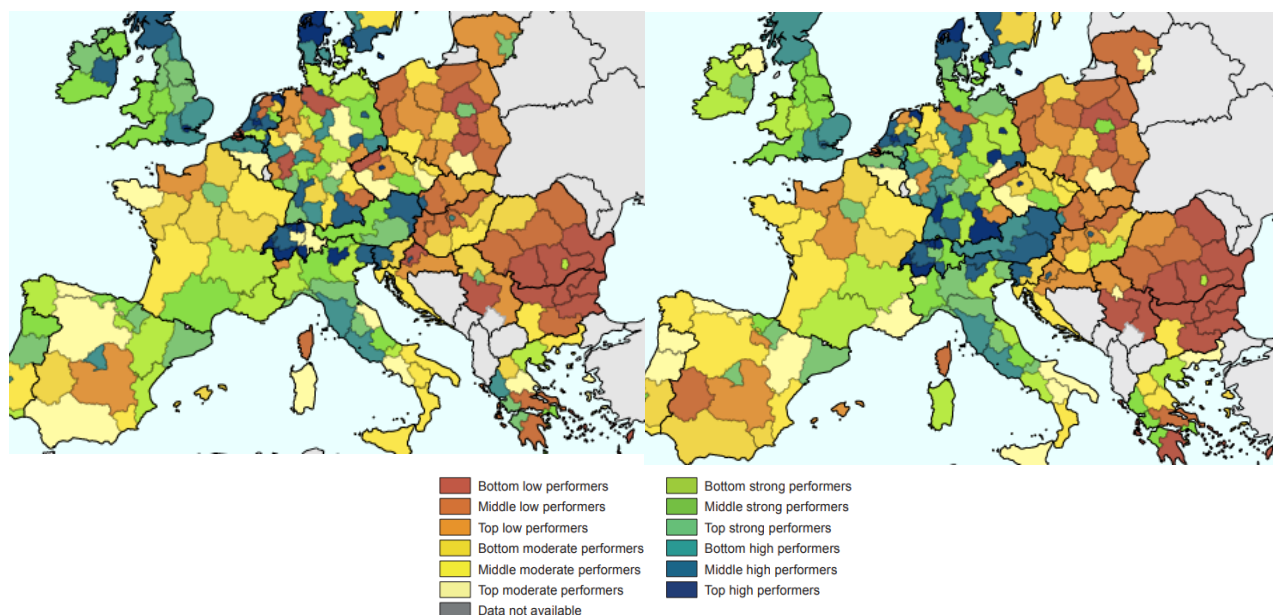 Bottom low performers
Middle low performers
Top low performers
Bottom moderate performers
Middle moderate performers
Top moderate performers
Data not available
Bottom strong performers
Middle strong performers
Top strong performers
Bottom high performers
Middle high performers
Top high performers